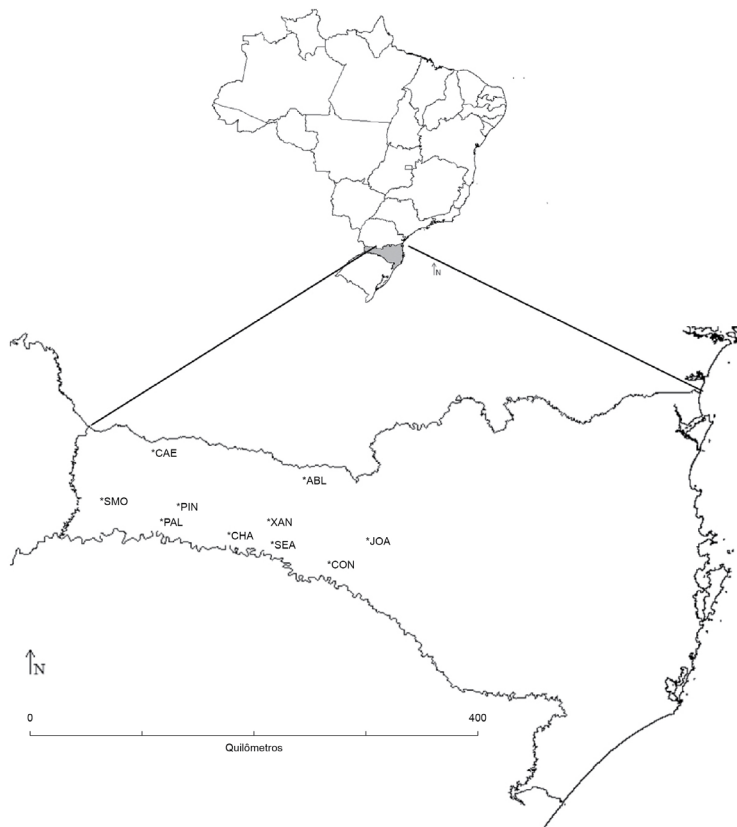 N
*CAE
*ABL
*SMO
*PIN
*PAL
*XAN
*CHA
*SEA
*JOA
*CON
N
0
400
Quilômetros